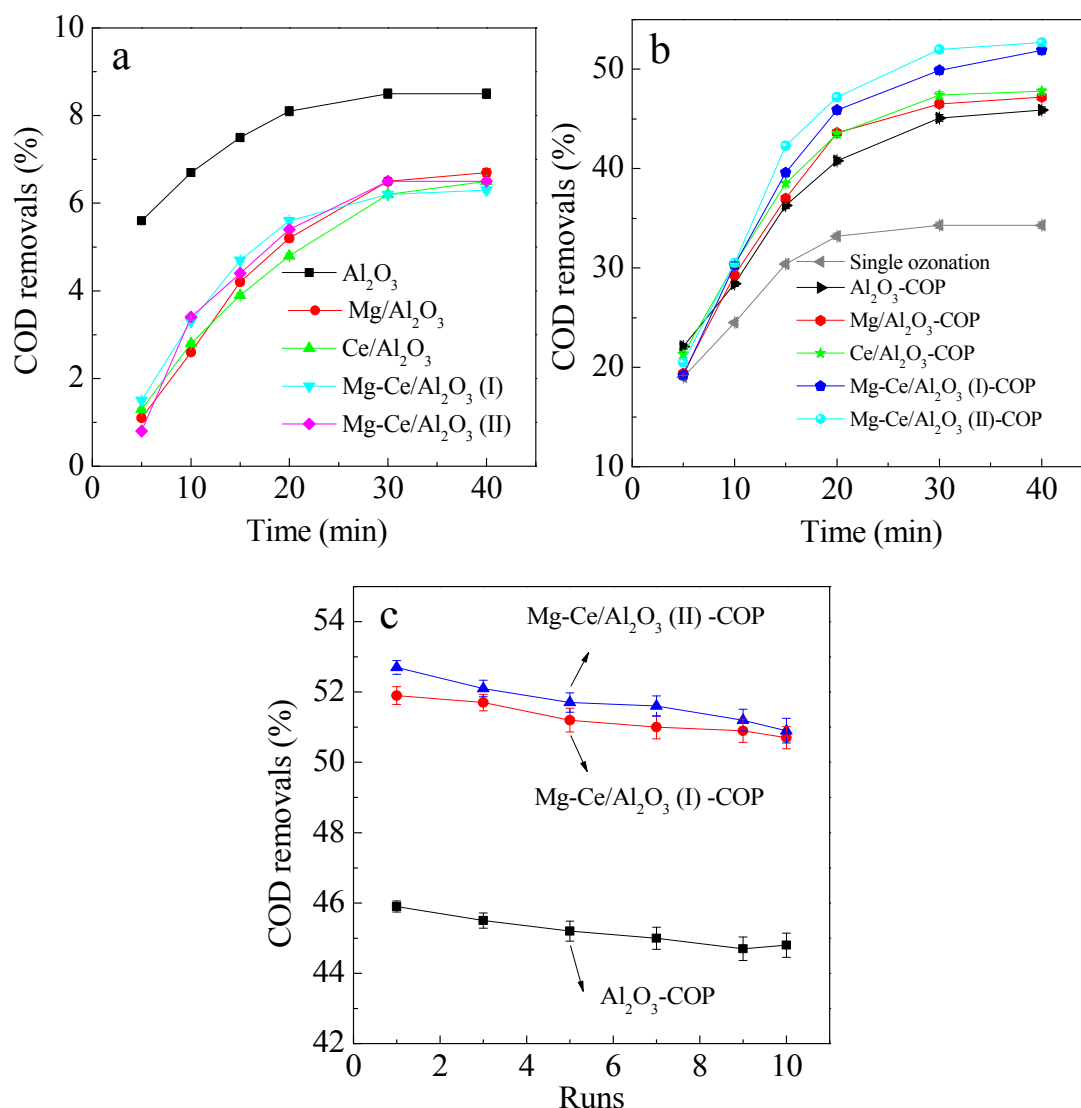 a
10
8
6
4
2
0
COD removals (%)
Al₂O₃
Mg/Al₂O₃
Ce/Al₂O₃
Mg-Ce/Al₂O₃ (I)
Mg-Ce/Al₂O₃ (II)
0 10 20 30 40
Time (min)
b
50
40
30
20
10
COD removals (%)
Single ozonation
Al₂O₃-COP
Mg/Al₂O₃-COP
Ce/Al₂O₃-COP
Mg-Ce/Al₂O₃ (I)-COP
Mg-Ce/Al₂O₃ (II)-COP
0 10 20 30 40
Time (min)
c
54
52
50
48
46
44
42
COD removals (%)
Mg-Ce/Al₂O₃ (II) -COP
Mg-Ce/Al₂O₃ (I) -COP
Al₂O₃-COP
0 2 4 6 8 10
Runs